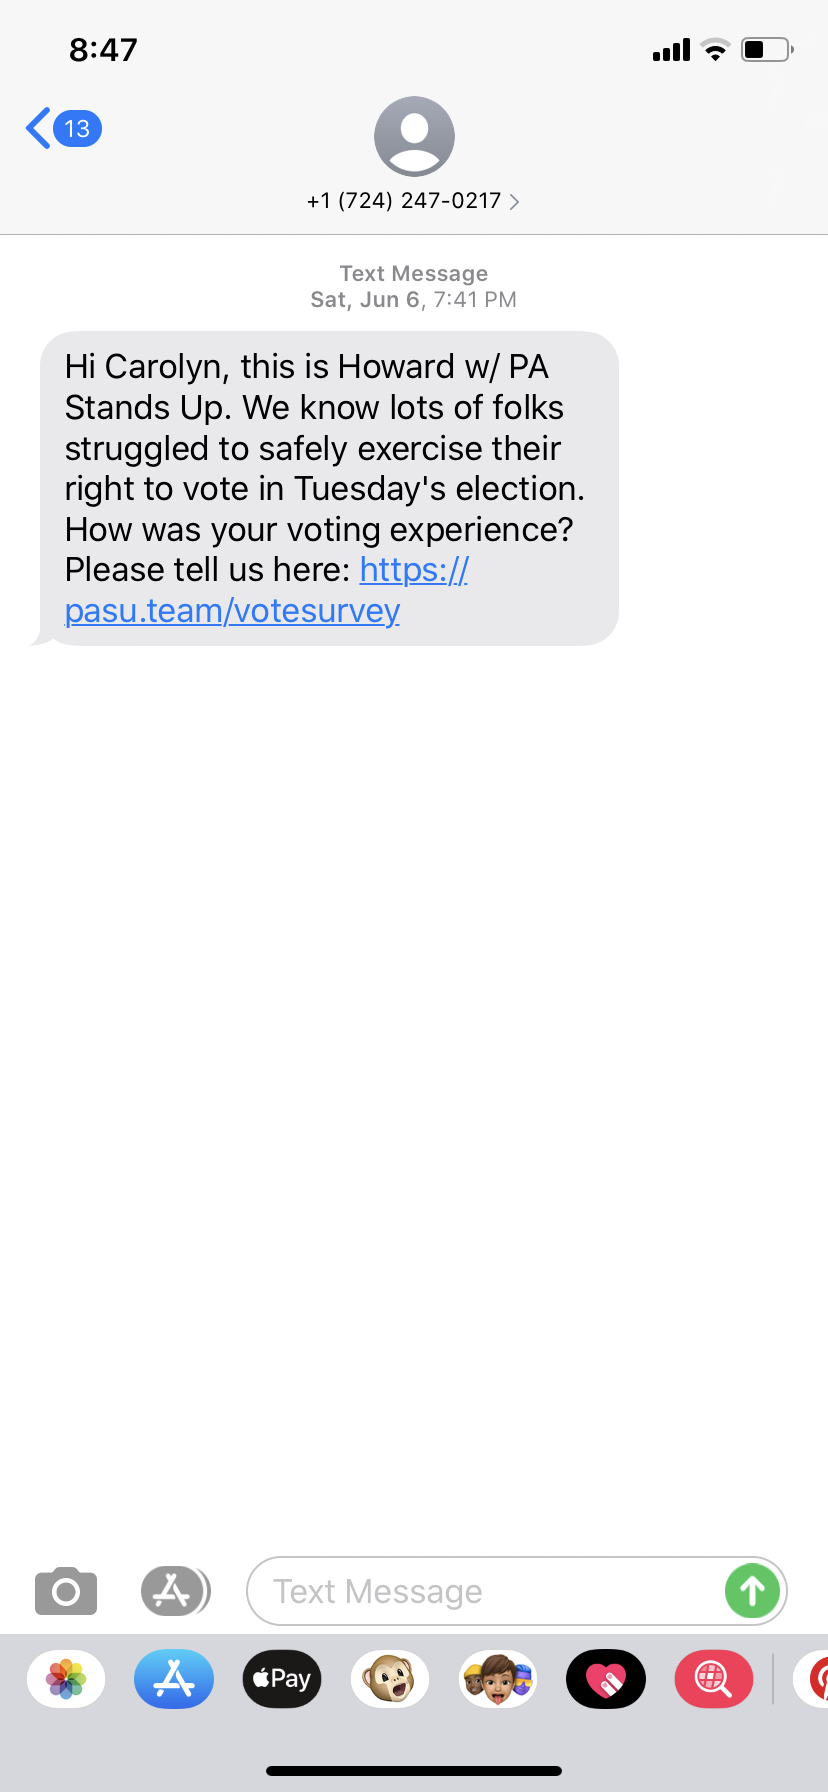 8:47
13
+1 (724) 247-0217
Text Message
Sat, Jun 6, 7:41 PM
Hi Carolyn, this is Howard w/ PA
Stands Up. We know lots of folks
struggled to safely exercise their
right to vote in Tuesday's election.
How was your voting experience?
Please tell us here: https://
pasu.team/votesurvey
Text Message
Pay